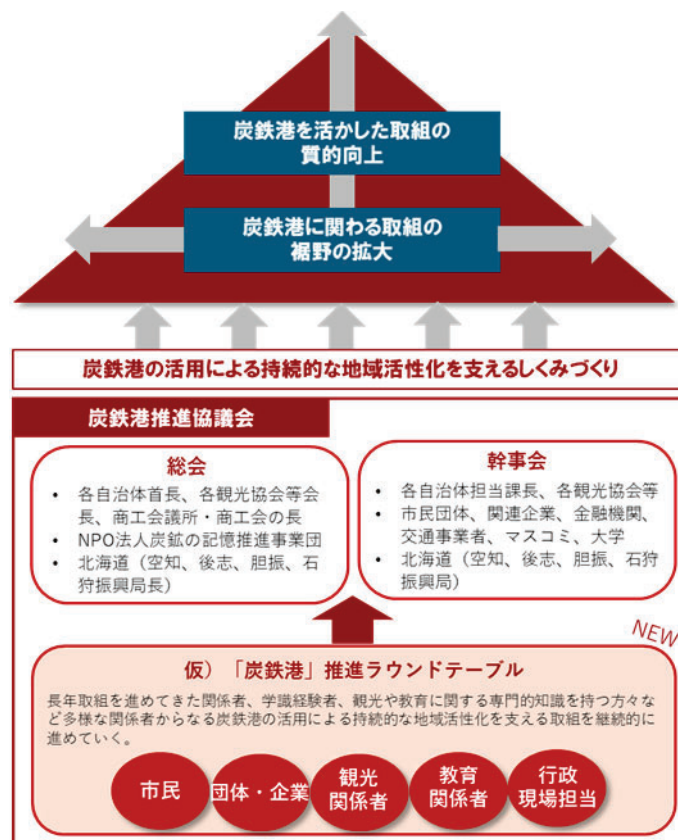 炭鉄港を活かした取組の
質的向上
炭鉄港に関わる取組の
裾野の拡大
炭鉄港の活用による持続的な地域活性化を支えるしくみづくり
炭鉄港推進協議会
総会
• 各自治体首長、各観光協会等会
長、商工会議所・商工会の長
• NPO法人炭鉱の記憶推進事業団
• 北海道（空知、後志、胆振、石
狩振興局長）
幹事会
• 各自治体担当課長、各観光協会等
• 市民団体、関連企業、金融機関、
交通事業者、マスコミ、大学
• 北海道（空知、後志、胆振、石狩
振興局）
NEW
仮）「炭鉄港」推進ラウンドテーブル
長年取組を進めてきた関係者、学識経験者、観光や教育に関する専門的知識を持つ方々な
ど多様な関係者からなる炭鉄港の活用による持続的な地域活性化を支える取組を継続的に
進めていく。
市民
団体・企業
観光
関係者
教育
関係者
行政
現場担当